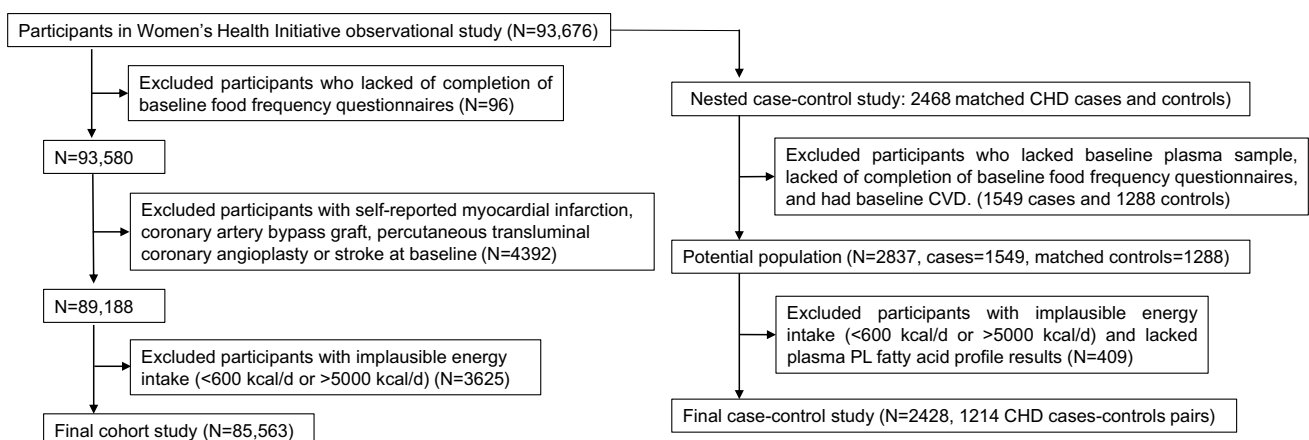 Participants in Women's Health Initiative observational study (N=93,676)
Excluded participants who lacked of completion of
baseline food frequency questionnaires (N=96)
N=93,580
Excluded participants with self-reported myocardial infarction,
coronary artery bypass graft, percutaneous transluminal
coronary angioplasty or stroke at baseline (N=4392)
N=89,188
Excluded participants with implausible energy
intake (<600 kcal/d or >5000 kcal/d) (N=3625)
Final cohort study (N=85,563)
Nested case-control study: 2468 matched CHD cases and controls)
Excluded participants who lacked baseline plasma sample,
lacked of completion of baseline food frequency questionnaires,
and had baseline CVD. (1549 cases and 1288 controls)
Potential population (N=2837, cases=1549, matched controls=1288)
Excluded participants with implausible energy
intake (<600 kcal/d or >5000 kcal/d) and lacked
plasma PL fatty acid profile results (N=409)
Final case-control study (N=2428, 1214 CHD cases-controls pairs)